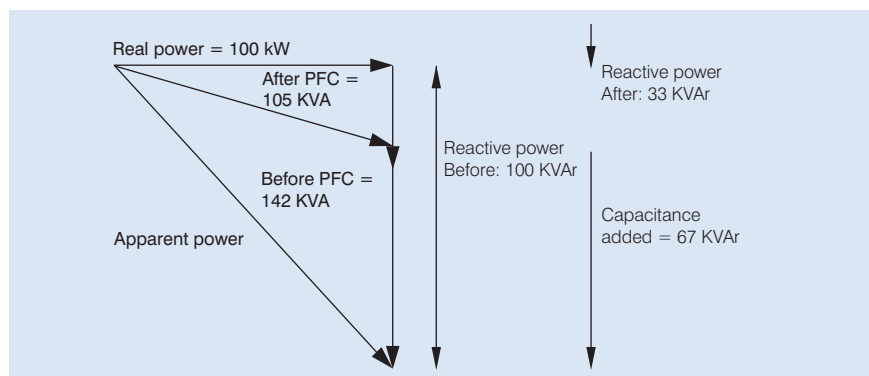 Real power = 100 kW
After PFC =
105 KVA
Reactive power
After: 33 KVAr
Reactive power
Before: 100 KVAr
Before PFC =
142 KVA
Apparent power
Capacitance
added = 67 KVAr